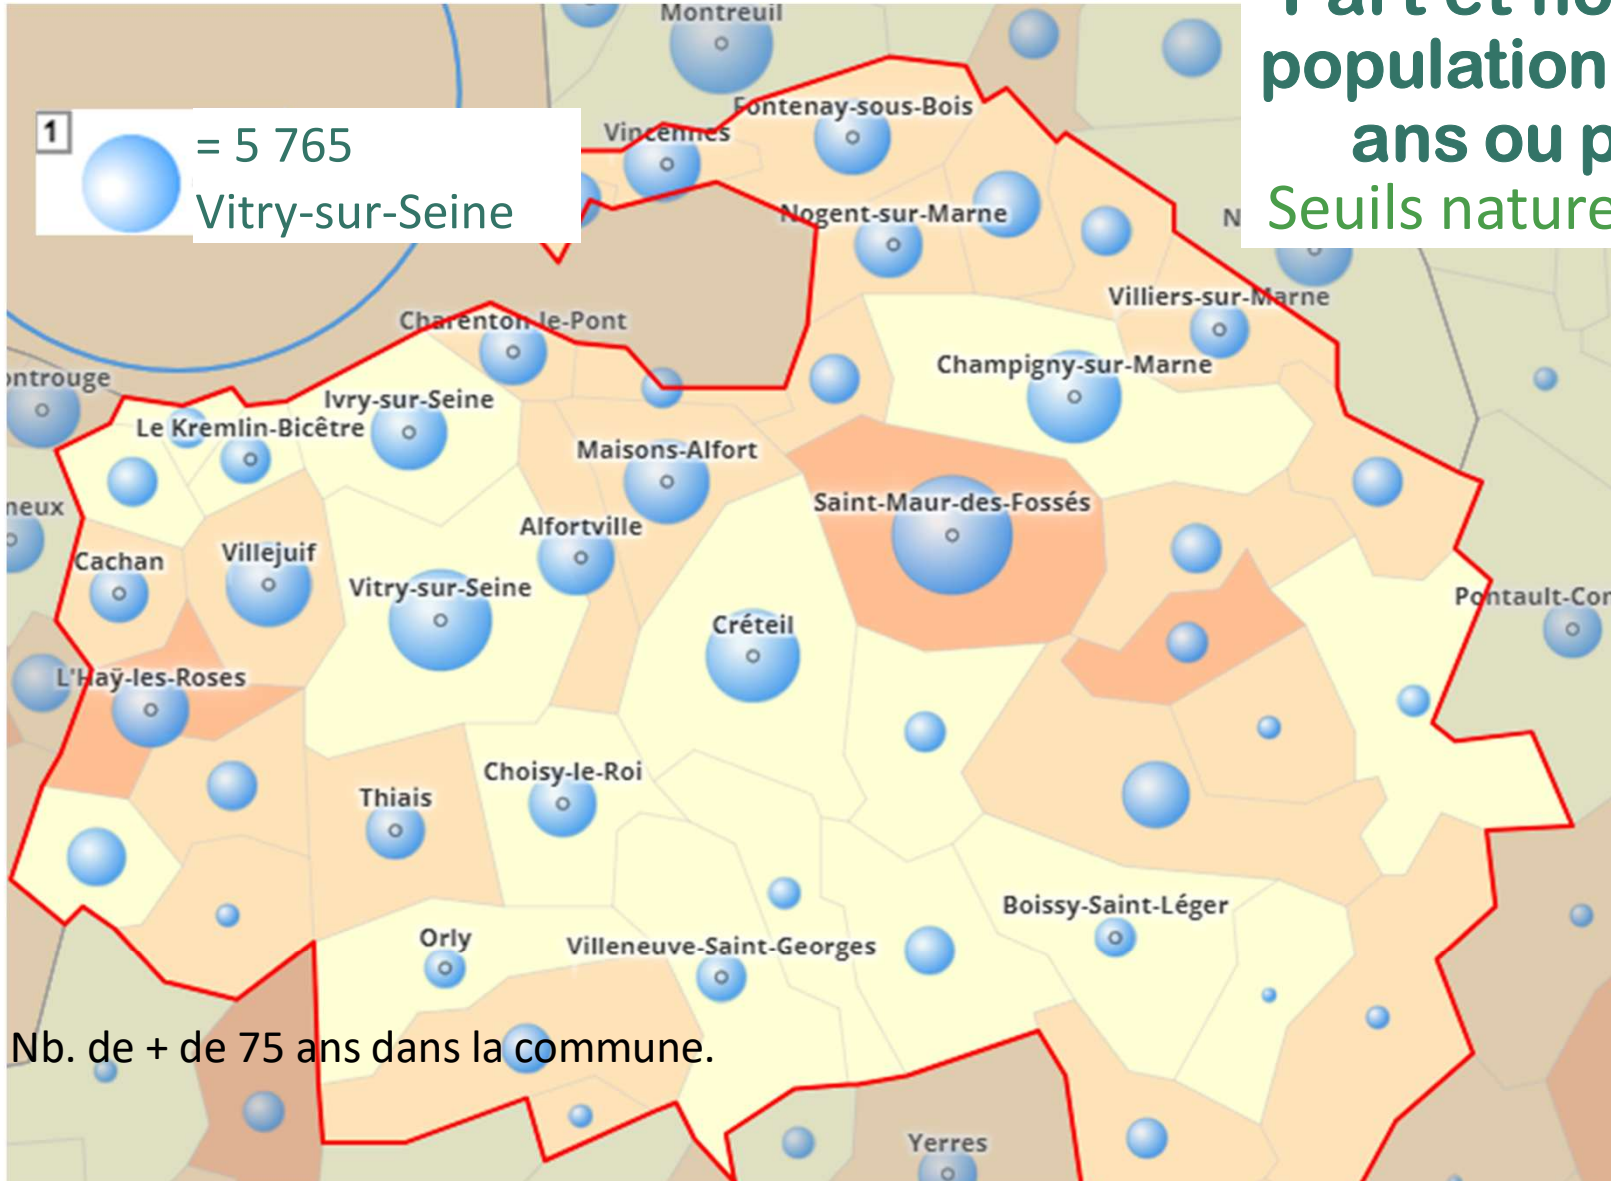 Montreuil
population
ans ou
Seuils
1
= 5 765
Vitry-sur-Seine
Fontenay-sous-Bois
Vincennes
Nogent-sur-Marne
Villiers-sur-Marne
Charenton-le-Pont
Champigny-sur-Marne
Ivry-sur-Seine
Le Kremlin-Bicêtre
Maisons-Alfort
Saint-Maur-des-Fossés
Alfortville
Cachan
Villejuif
Vitry-sur-Seine
Créteil
L'Haÿ-les-Roses
Choisy-le-Roi
Thiais
Boissy-Saint-Léger
Orly
Villeneuve-Saint-Georges
Nb. de + de 75 ans dans la commune.
Yerres